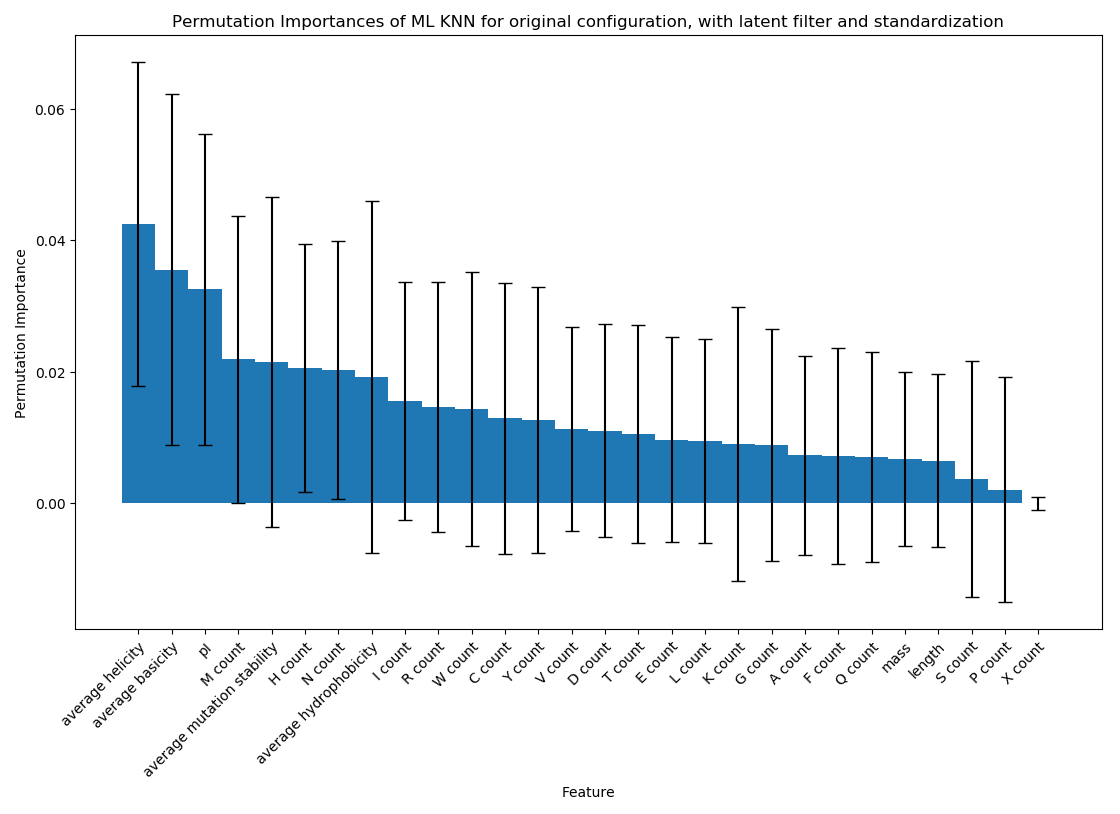 Permutation Importances of ML KNN for original configuration, with latent filter and standardization
Permutation Importance
0.06
0.04
0.02
0.00
average helicity
average basicity
pI
M count
average mutation stability
H count
N count
average hydrophobicity
I count
R count
W count
C count
Y count
V count
D count
T count
E count
L count
K count
G count
A count
F count
Q count
mass
length
S count
P count
X count
Feature